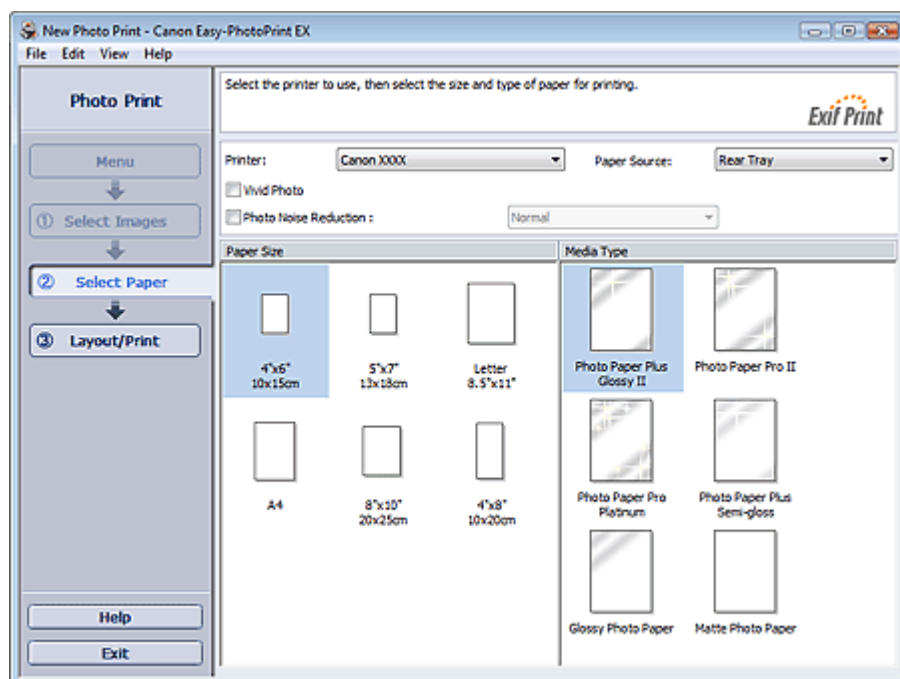 New Photo Print - Canon Easy-PhotoPrint EX
File Edit View Help
Photo Print
Select the printer to use, then select the size and type of paper for printing.
Exif Print
Menu
① Select Images
② Select Paper
③ Layout/Print
Help
Exit
Printer: Canon XXXX Paper Source: Rear Tray
Vivid Photo
Photo Noise Reduction : Normal
Paper Size
4"x6"
10x15cm
5"x7"
13x18cm
Letter
8.5"x11"
A4
8"x10"
20x25cm
4"x8"
10x20cm
Media Type
Photo Paper Plus
Glossy II
Photo Paper Pro II
Photo Paper Pro
Platinum
Photo Paper Plus
Semi-gloss
Glossy Photo Paper
Matte Photo Paper